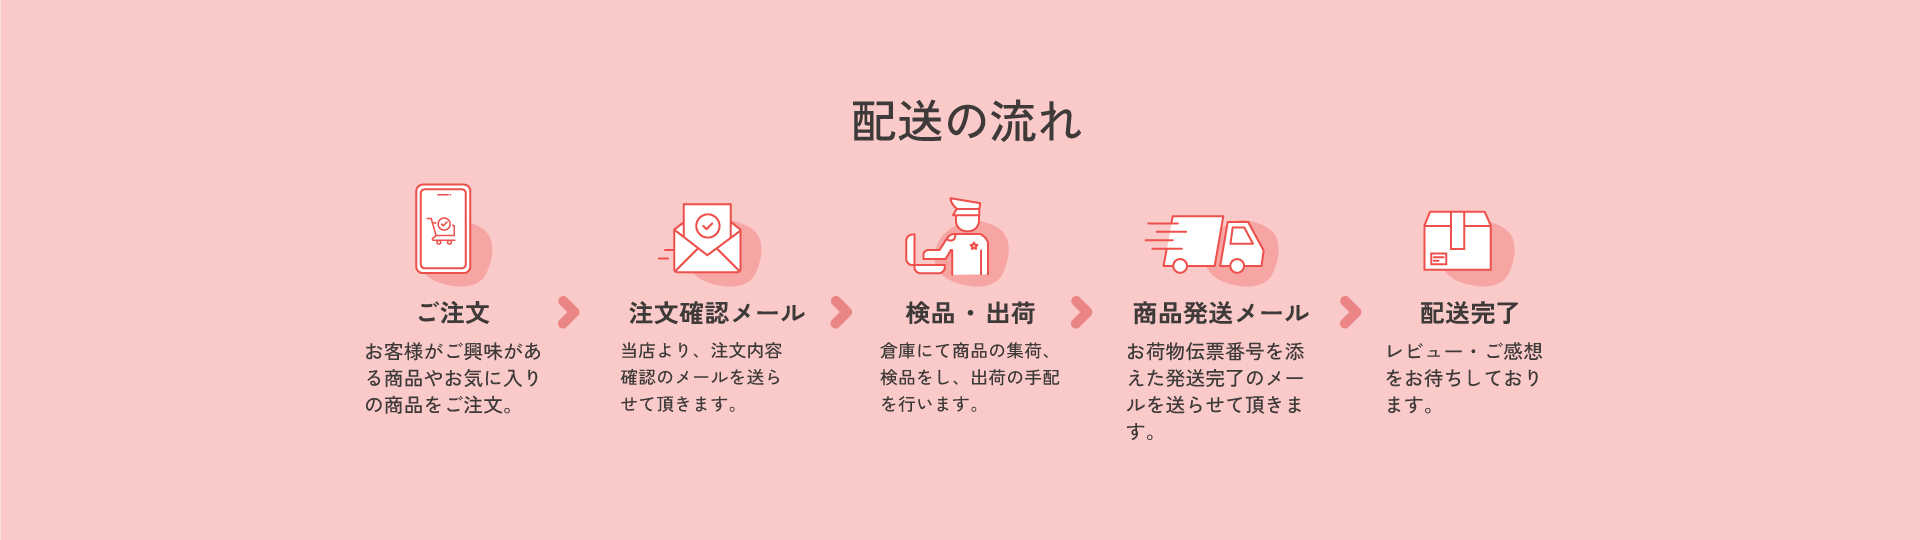 配送の流れ
ご注文
お客様がご興味があ
る商品やお気に入り
の商品をご注文。
注文確認メール
当店より、注文内容
確認のメールを送ら
せて頂きます。
検品・出荷
倉庫にて商品の集荷、
検品をし、出荷の手配
を行います。
商品発送メール
お荷物伝票番号を添
えた発送完了のメー
ルを送らせて頂きま
す。
配送完了
レビュー・ご感想
をお待ちしており
ます。